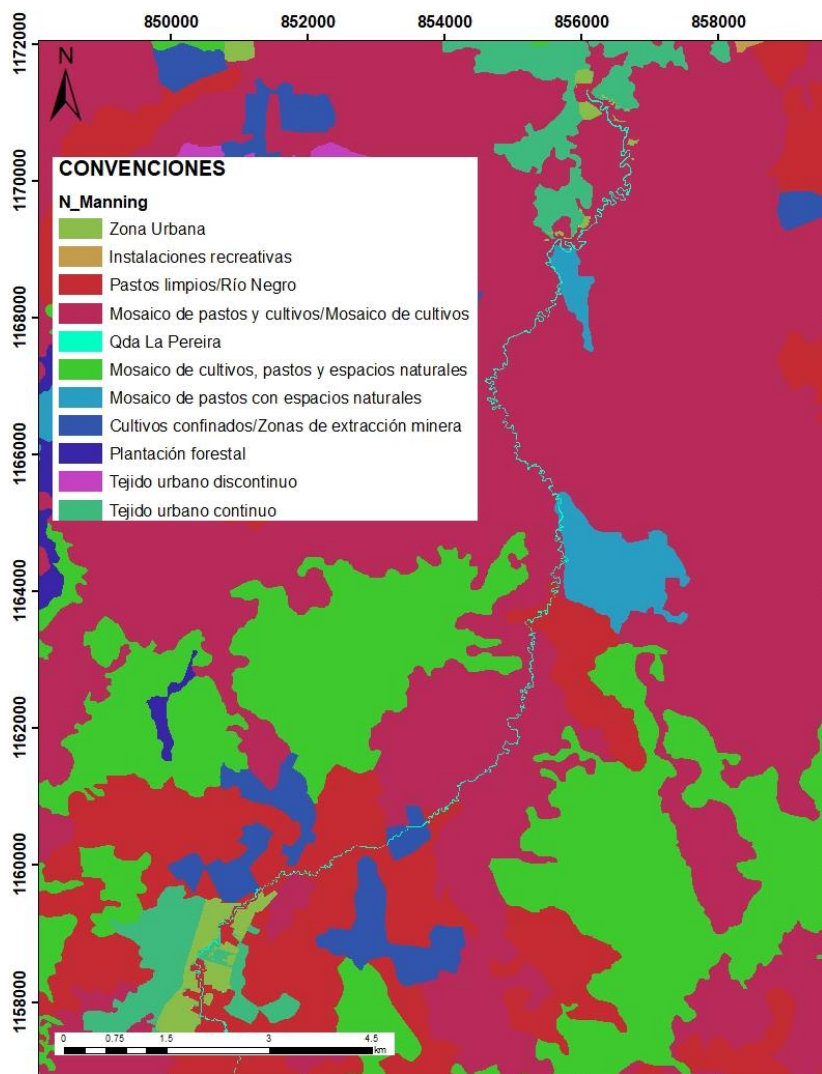 850000 852000 854000 856000 858000
1172000
1170000
1168000
1166000
1164000
1162000
1160000
1158000
N
CONVENCIONES
N_Manning
Zona Urbana
Instalaciones recreativas
Pastos limpios/Río Negro
Mosaico de pastos y cultivos/Mosaico de cultivos
Qda La Pereira
Mosaico de cultivos, pastos y espacios naturales
Mosaico de pastos con espacios naturales
Cultivos confinados/Zonas de extracción minera
Plantación forestal
Tejido urbano discontinuo
Tejido urbano continuo
0 0.75 1.5 3 4.5
km